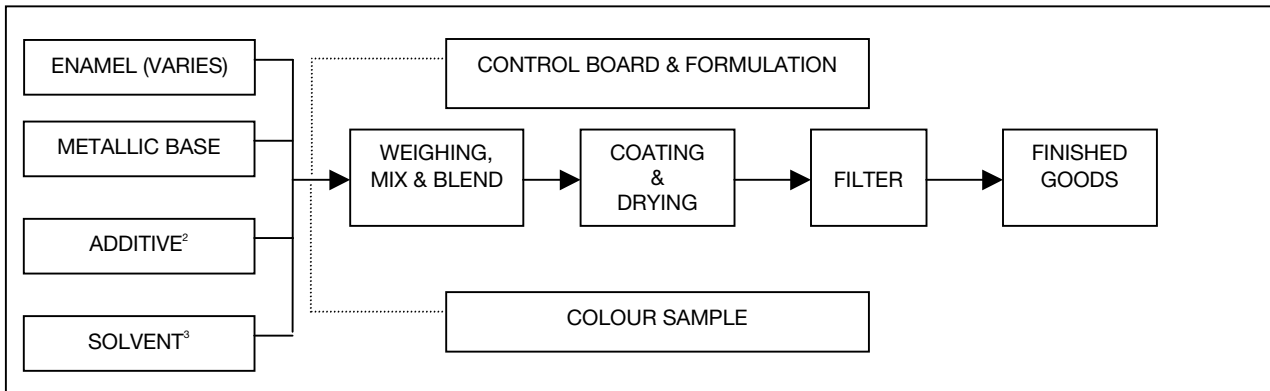 ENAMEL (VARIES)
METALLIC BASE
ADDITIVE²
SOLVENT³
CONTROL BOARD & FORMULATION
WEIGHING,
MIX & BLEND
COATING
&
DRYING
FILTER
FINISHED
GOODS
COLOUR SAMPLE